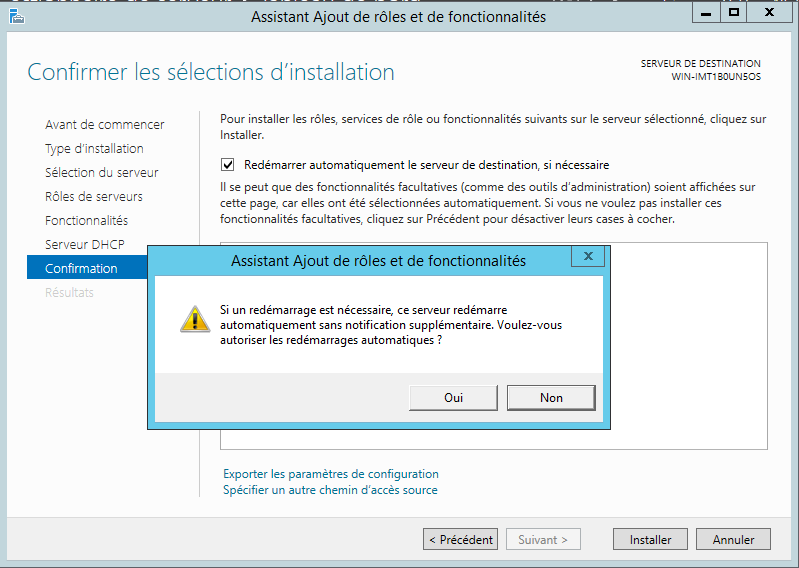 Assistant Ajout de rôles et de fonctionnalités
Confirmer les sélections d'installation
SERVEUR DE DESTINATION
WIN-IMT1B0UN5OS
Avant de commencer
Type d'installation
Sélection du serveur
Rôles de serveurs
Fonctionnalités
Serveur DHCP
Confirmation
Résultats
Pour installer les rôles, services de rôle ou fonctionnalités suivants sur le serveur sélectionné, cliquez sur
Installer.
Redémarrer automatiquement le serveur de destination, si nécessaire
Il se peut que des fonctionnalités facultatives (comme des outils d'administration) soient affichées sur
cette page, car elles ont été sélectionnées automatiquement. Si vous ne voulez pas installer ces
fonctionnalités facultatives, cliquez sur Précédent pour désactiver leurs cases à cocher.
Assistant Ajout de rôles et de fonctionnalités
Si un redémarrage est nécessaire, ce serveur redémarre
automatiquement sans notification supplémentaire. Voulez-vous
autoriser les redémarrages automatiques ?
Oui
Non
Exporter les paramètres de configuration
Spécifier un autre chemin d'accès source
< Précédent
Suivant >
Installer
Annuler